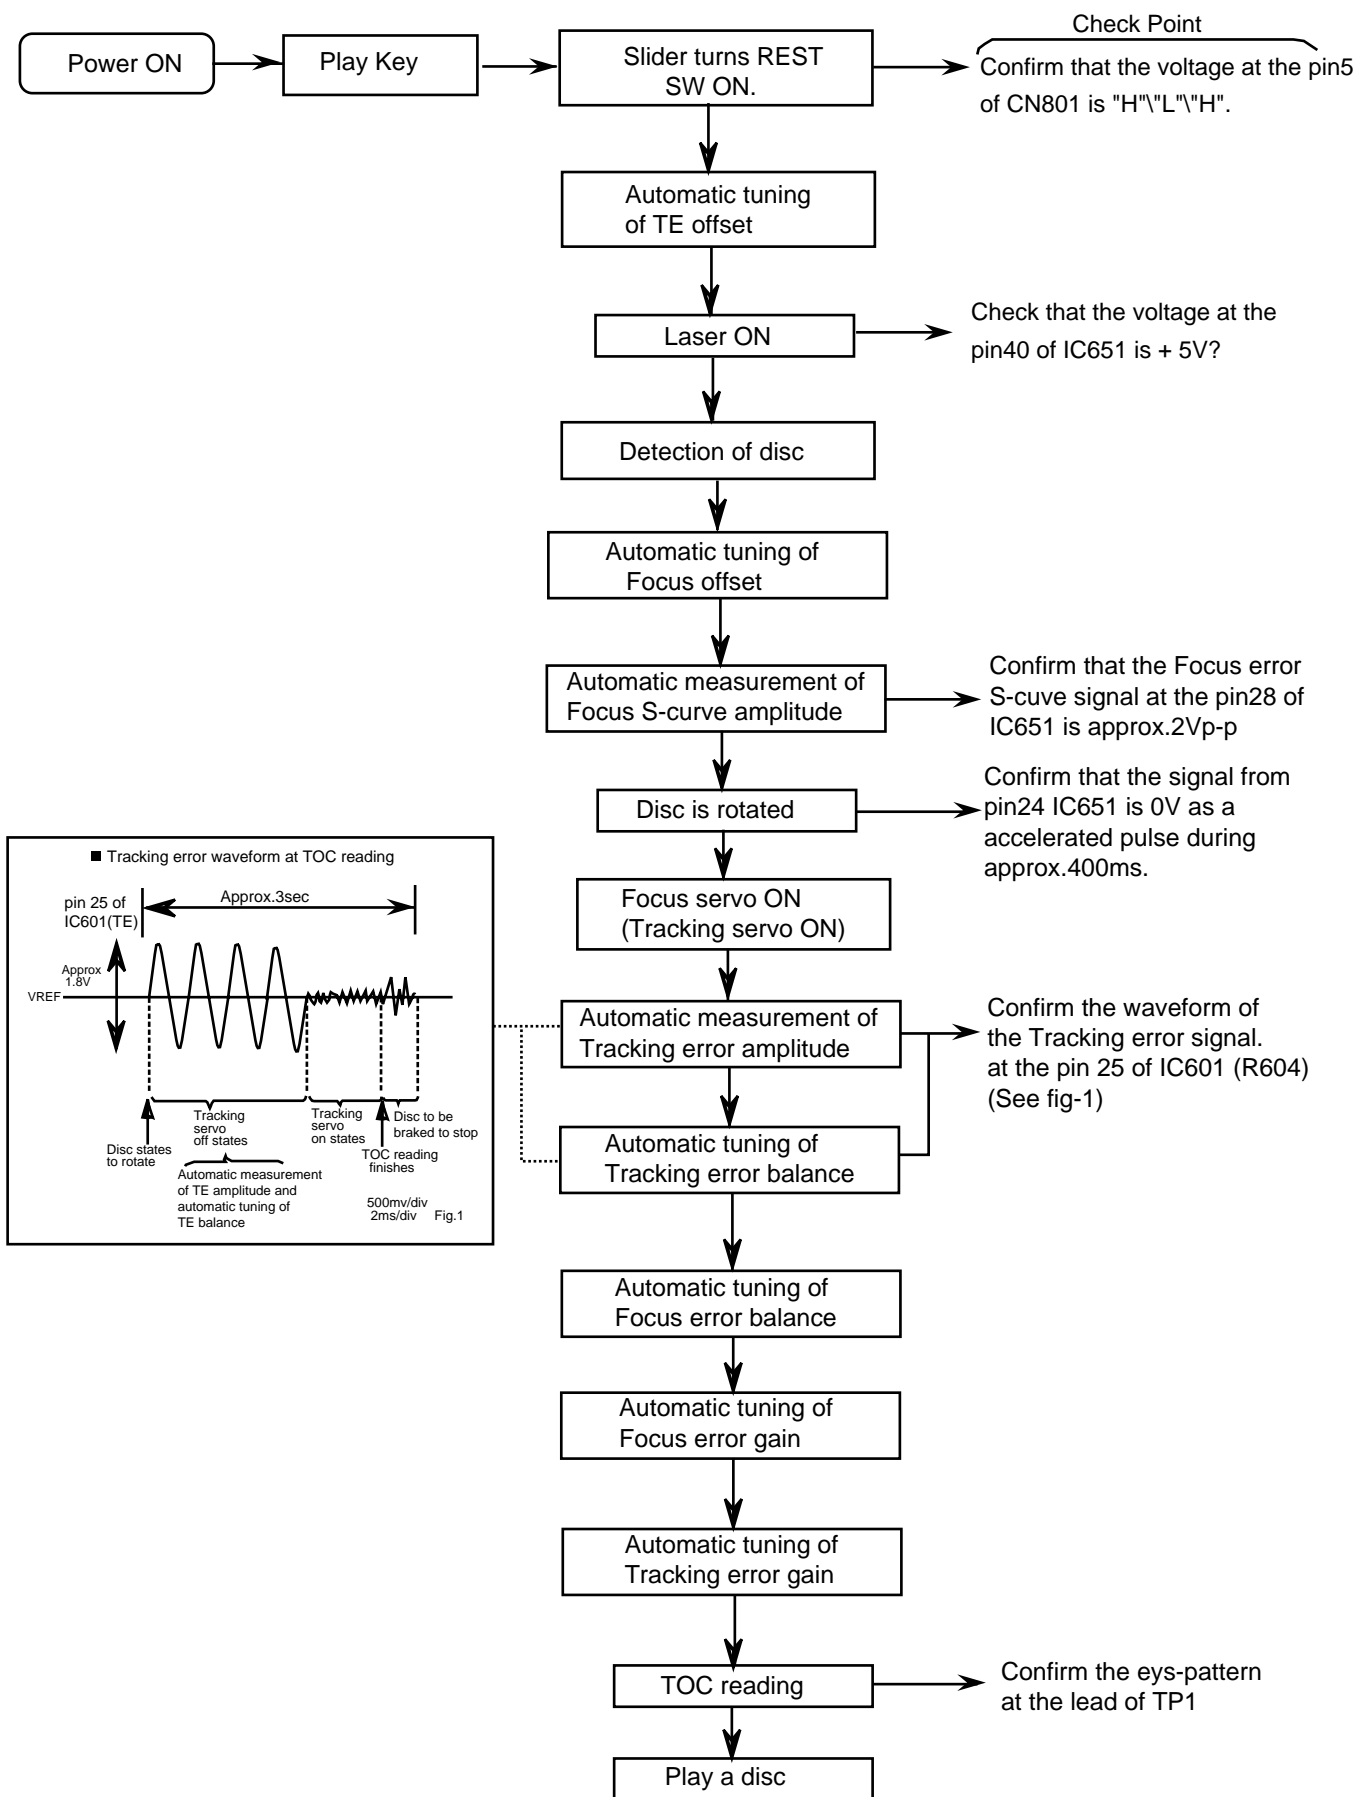 Check Point
Power ON
Play Key
Slider turns REST
SW ON.
Confirm that the voltage at the pin5
of CN801 is "H"\"L"\"H".
Automatic tuning
of TE offset
Laser ON
Check that the voltage at the
pin40 of IC651 is + 5V?
Detection of disc
Automatic tuning of
Focus offset
Automatic measurement of
Focus S-curve amplitude
Confirm that the Focus error
S-cuve signal at the pin28 of
IC651 is approx.2Vp-p
Disc is rotated
Confirm that the signal from
pin24 IC651 is 0V as a
accelerated pulse during
approx.400ms.
Focus servo ON
(Tracking servo ON)
■ Tracking error waveform at TOC reading
pin 25 of
IC601(TE)
Approx.3sec
Approx
1.8V
VREF
Disc states
to rotate
Tracking
servo
off states
Tracking
servo
on states
Disc to be
braked to stop
TOC reading
finishes
Automatic measurement
of TE amplitude and
automatic tuning of
TE balance
500mv/div
2ms/div
Fig.1
Automatic measurement of
Tracking error amplitude
Confirm the waveform of
the Tracking error signal.
at the pin 25 of IC601 (R604)
(See fig-1)
Automatic tuning of
Tracking error balance
Automatic tuning of
Focus error balance
Automatic tuning of
Focus error gain
Automatic tuning of
Tracking error gain
TOC reading
Confirm the eys-pattern
at the lead of TP1
Play a disc